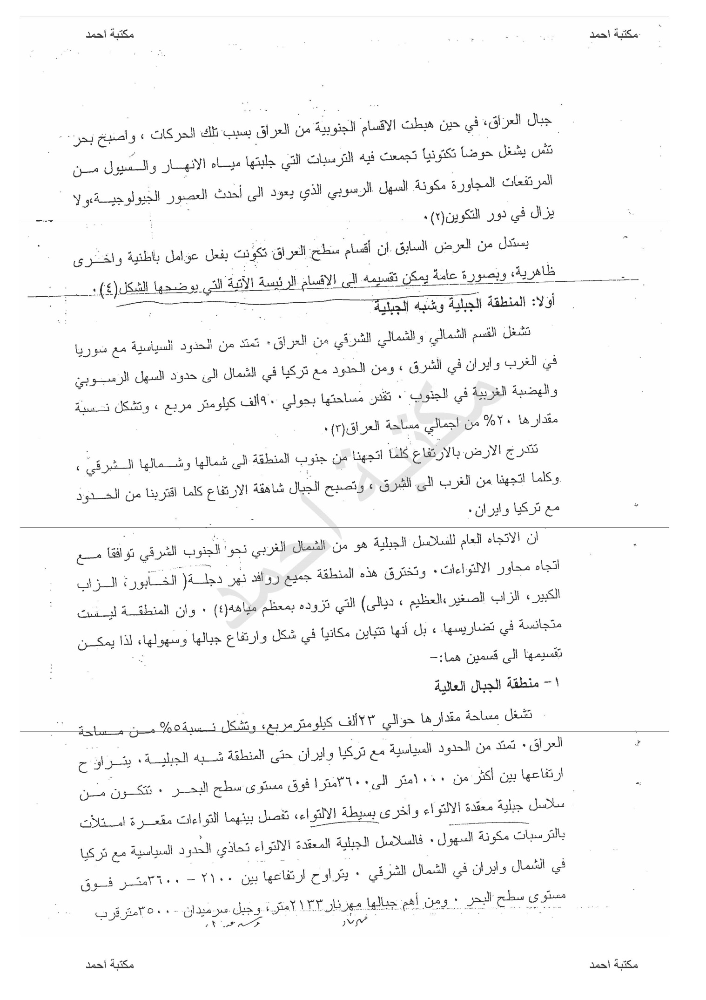 مكتبة احمد
مكتبة احمد
جبال العراق، في حين هبطت الاقسام الجنوبية من العراق بسبب تلك الحركات ، واصبح بحر
تثس يشغل حوضاً تكتونياً تجمعت فيه الترسبات التي جلبتها مياه الانهار والسيول من
المرتفعات المجاورة مكونة السهل الرسوبي الذي يعود الى أحدث العصور الجيولوجية،ولا
يزال في دور التكوين(٢)٠
يستدل من العرض السابق ان أقسام سطح العراق تكونت بفعل عوامل باطنية واخرى
ظاهرية، وبصورة عامة يمكن تقسيمه الى الاقسام الرئيسة الآتية التي يوضحها الشكل(٤)٠
أولا: المنطقة الجبلية وشبه الجبلية
تشغل القسم الشمالي والشمالي الشرقي من العراق٠ تمتد من الحدود السياسية مع سوريا
في الغرب وايران في الشرق ، ومن الحدود مع تركيا في الشمال الى حدود السهل الرسوبي
والهضبة الغربية في الجنوب ٠ تقدر مساحتها بحولي ٩٠ألف كيلومتر مربع ، وتشكل نسبة
مقدارها ٢٠% من اجمالي مساحة العراق(٣)٠
تتدرج الارض بالارتفاع كلما اتجهنا من جنوب المنطقة الى شمالها وشمالها الشرقي ،
وكلما اتجهنا من الغرب الى الشرق ، وتصبح الجبال شاهقة الارتفاع كلما اقتربنا من الحدود
مع تركيا وايران٠
ان الاتجاه العام للسلاسل الجبلية هو من الشمال الغربي نحو الجنوب الشرقي توافقا مع
اتجاه محاور الالتواءات٠ وتخترق هذه المنطقة جميع روافد نهر دجلة( الخابور، الزاب
الكبير، الزاب الصغير،العظيم ، ديالى) التي تزوده بمعظم مياهه(٤) ٠ وان المنطقة ليست
متجانسة في تضاريسها ، بل أنها تتباين مكانياً في شكل وارتفاع جبالها وسهولها، لذا يمكن
تقسيمها الى قسمين هما:-
١- منطقة الجبال العالية
تشغل مساحة مقدارها حوالي ٢٣ألف كيلومترمربع، وتشكل نسبة٥% من مساحة
العراق٠ تمتد من الحدود السياسية مع تركيا وايران حتى المنطقة شبه الجبلية٠ يتراوح
ارتفاعها بين أكثر من ١٠٠٠متر الى٣٦٠٠مترا فوق مستوى سطح البحر ٠ تتكون من
سلاسل جبلية معقدة الالتواء واخرى بسيطة الالتواء، تفصل بينهما التواءات مقعرة امتلأت
بالترسبات مكونة السهول٠ فالسلاسل الجبلية المعقدة الالتواء تحاذي الحدود السياسية مع تركيا
في الشمال وايران في الشمال الشرقي ٠ يتراوح ارتفاعها بين ٢١٠٠ - ٣٦٠٠متر فوق
مستوى سطح البحر ٠ ومن أهم جبالها مهرنار٢١٣٣متر، وجبل سرميدان ٣٥٠٠مترقرب
مكتبة احمد
مكتبة احمد
مكتبة احمد